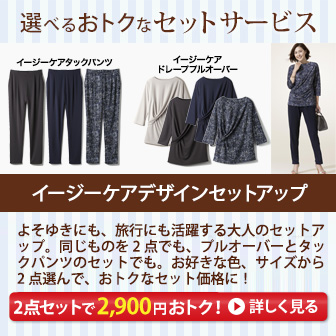 選べるおトクなセットサービス
イージーケアタックパンツ
イージーケア
ドレーププルオーバー
イージーケアデザインセットアップ
よそゆきにも、旅行にも活躍する大人のセットア
ップ。同じものを2点でも、プルオーバーとタッ
クパンツのセットでも。お好きな色、サイズから
2点選んで、おトクなセット価格に！
2点セットで2,900円おトク！ 詳しく見る